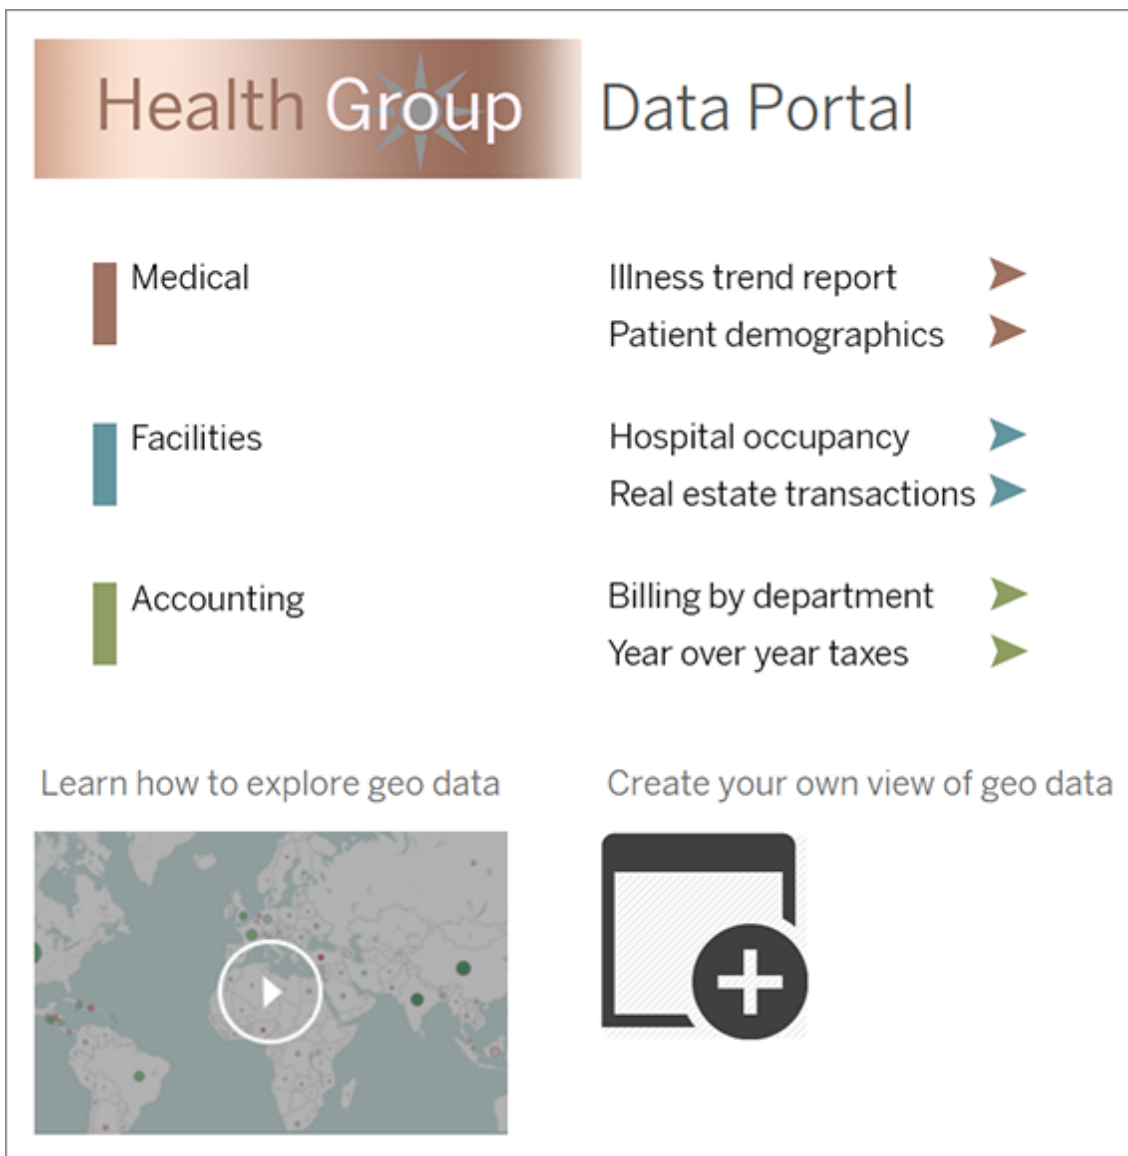 Health Group Data Portal
Medical
Illness trend report
Patient demographics
Facilities
Hospital occupancy
Real estate transactions
Accounting
Billing by department
Year over year taxes
Learn how to explore geo data
Create your own view of geo data